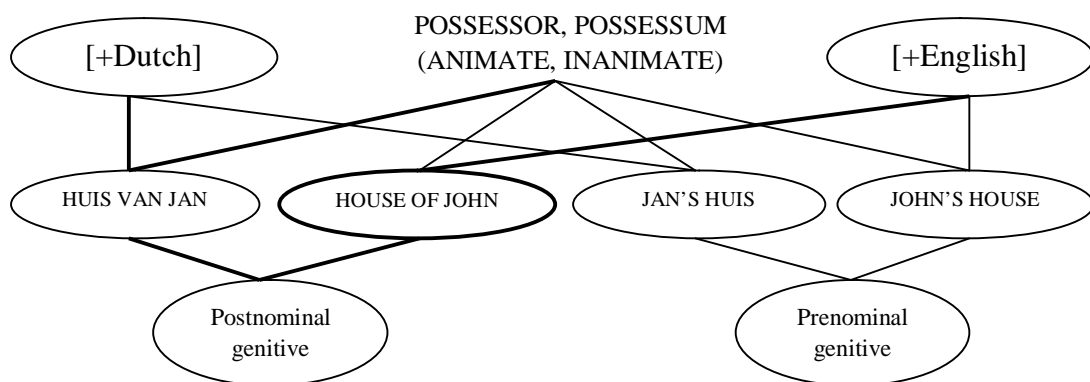 [+Dutch]
POSSESSOR, POSSESSUM
(ANIMATE, INANIMATE)
[+English]
HUIS VAN JAN
HOUSE OF JOHN
JAN'S HUIS
JOHN'S HOUSE
Postnominal
genitive
Prenominal
genitive